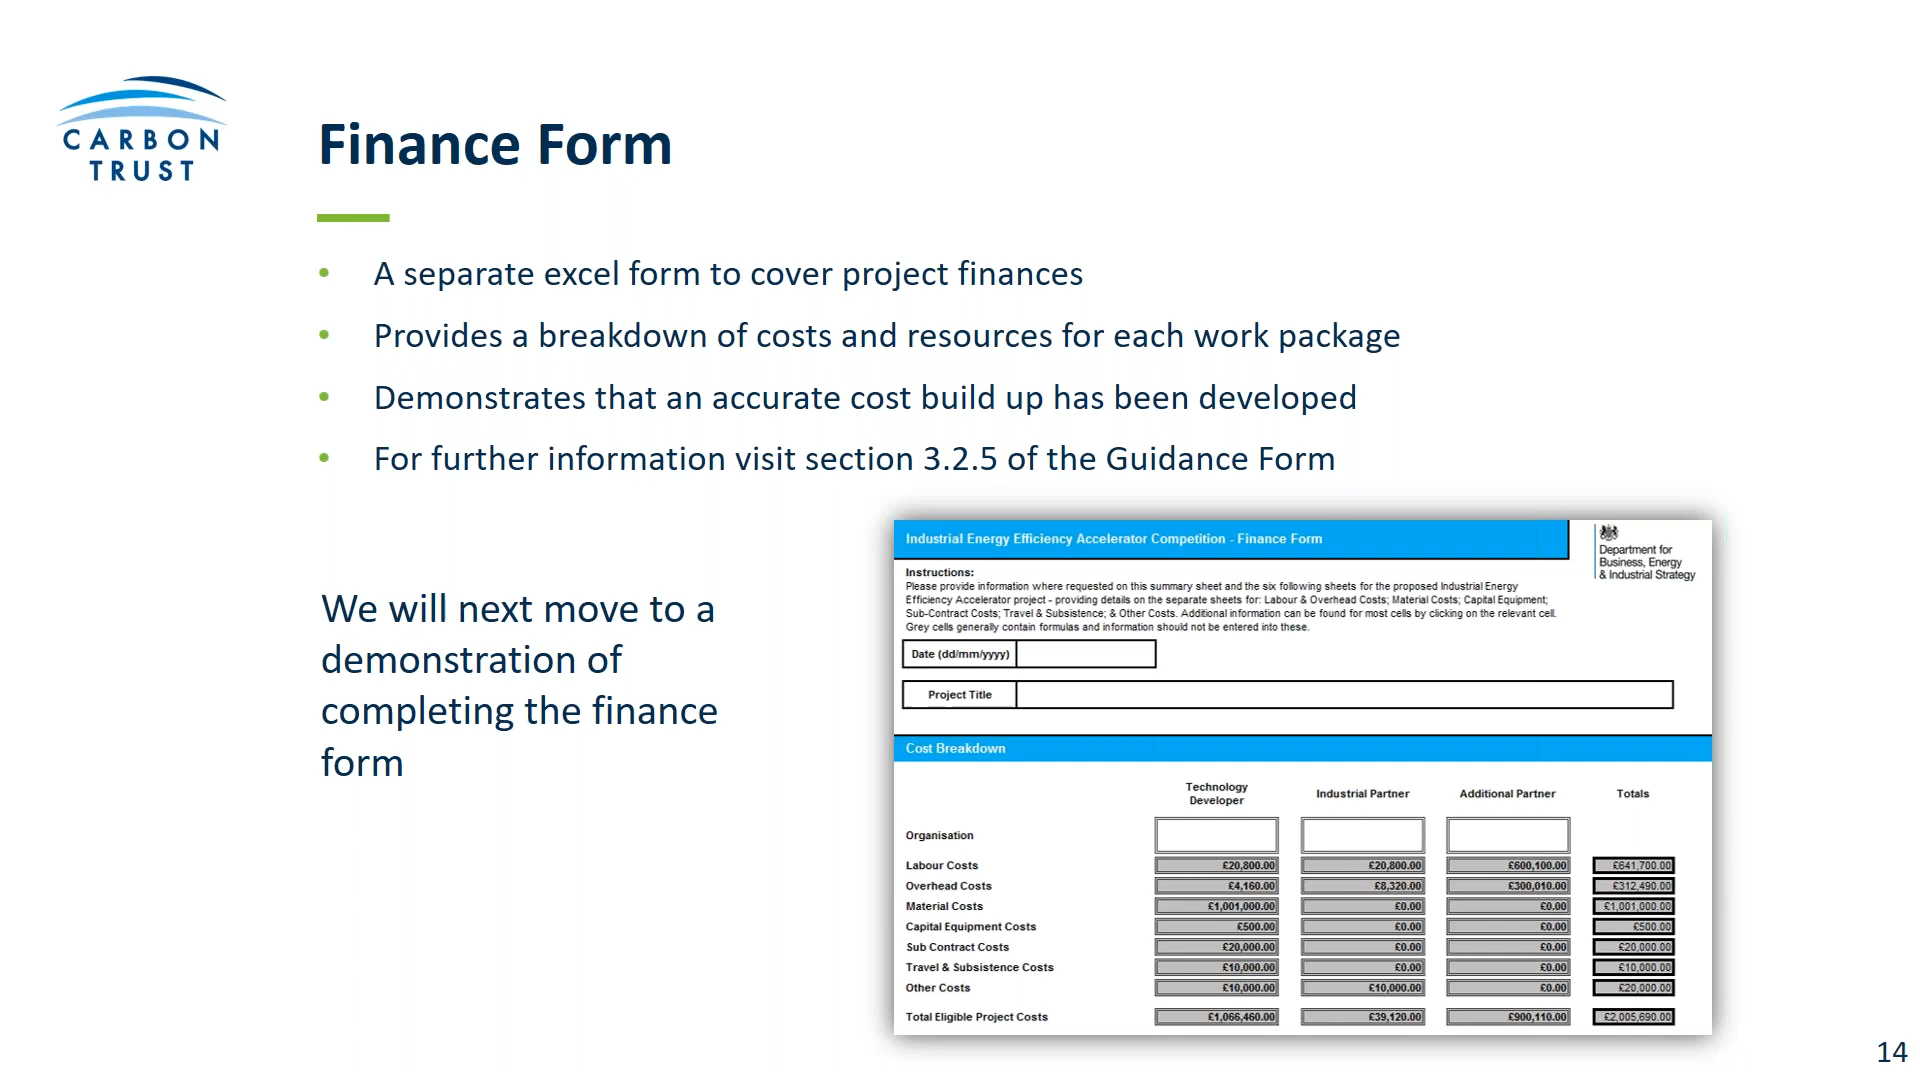 CARBON
TRUST
Finance Form
• A separate excel form to cover project finances
• Provides a breakdown of costs and resources for each work package
• Demonstrates that an accurate cost build up has been developed
• For further information visit section 3.2.5 of the Guidance Form
We will next move to a
demonstration of
completing the finance
form
Industrial Energy Efficiency Accelerator Competition - Finance Form
Department for
Business, Energy
& Industrial Strategy
Instructions:
Please provide information where requested on this summary sheet and the six following sheets for the proposed Industrial Energy
Efficiency Accelerator project - providing details on the separate sheets for: Labour & Overhead Costs; Material Costs; Capital Equipment;
Sub-Contract Costs; Travel & Subsistence; & Other Costs. Additional information can be found for most cells by clicking on the relevant cell.
Grey cells generally contain formulas and information should not be entered into these.
Date (dd/mm/yyyy)
Project Title
Cost Breakdown
Technology
Developer
Industrial Partner
Additional Partner
Totals
Organisation
Labour Costs £20,800.00 £20,800.00 £600,100.00 £641,700.00
Overhead Costs £4,160.00 £8,320.00 £300,010.00 £312,490.00
Material Costs £1,001,000.00 £0.00 £0.00 £1,001,000.00
Capital Equipment Costs £500.00 £0.00 £0.00 £500.00
Sub Contract Costs £20,000.00 £0.00 £0.00 £20,000.00
Travel & Subsistence Costs £10,000.00 £0.00 £0.00 £10,000.00
Other Costs £10,000.00 £10,000.00 £0.00 £20,000.00
Total Eligible Project Costs £1,066,460.00 £39,120.00 £900,110.00 £2,005,690.00
14